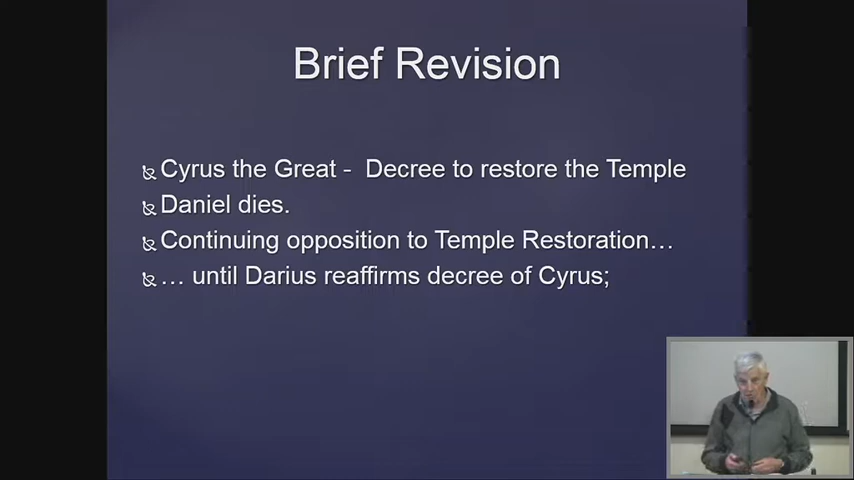 Brief Revision
Cyrus the Great - Decree to restore the Temple
Daniel dies.
Continuing opposition to Temple Restoration…
… until Darius reaffirms decree of Cyrus;